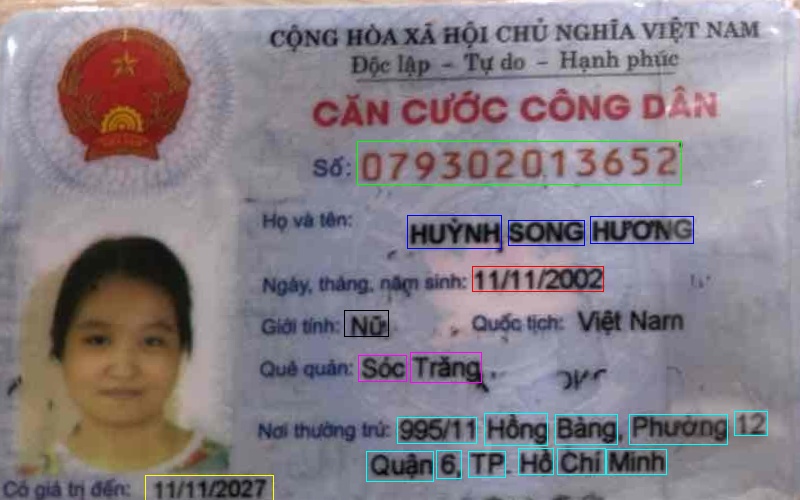 CỘNG HÒA XÃ HỘI CHỦ NGHĨA VIỆT NAM
Độc lập - Tự do - Hạnh phúc
CĂN CƯỚC CÔNG DÂN
Số: 079302013652
Họ và tên: HUỲNH SONG HƯƠNG
Ngày, tháng, năm sinh: 11/11/2002
Giới tính: Nữ Quốc tịch: Việt Nam
Quê quán: Sóc Trăng
Nơi thường trú: 995/11 Hồng Bàng, Phường 12
Quận 6, TP. Hồ Chí Minh
Có giá trị đến: 11/11/2027